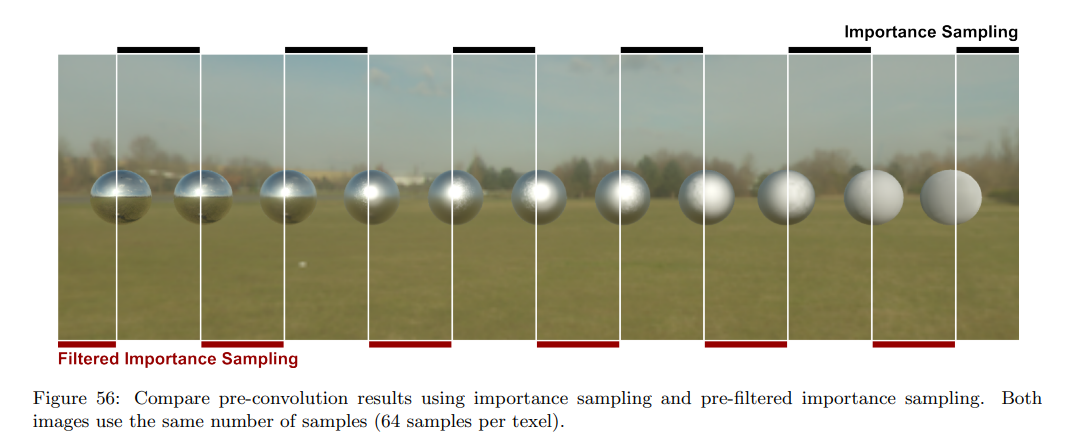 Importance Sampling
Filtered Importance Sampling
Figure 56: Compare pre-convolution results using importance sampling and pre-filtered importance sampling. Both
images use the same number of samples (64 samples per texel).